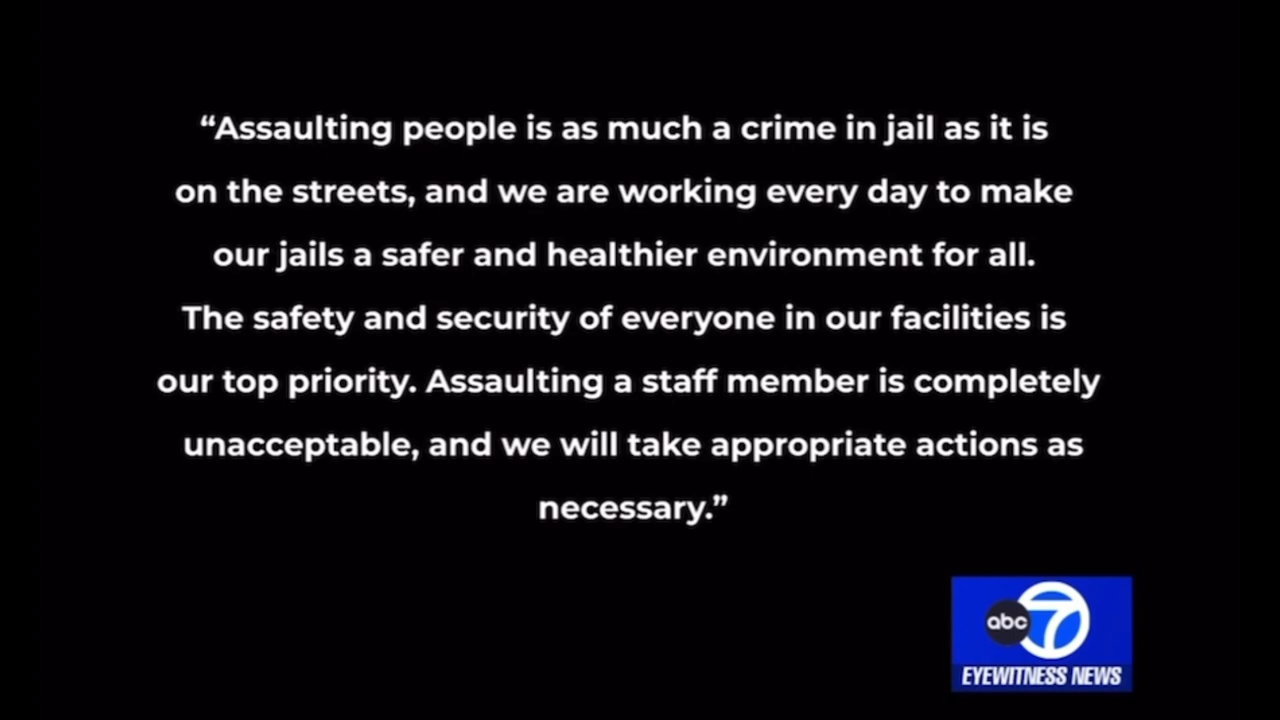 “Assaulting people is as much a crime in jail as it is
on the streets, and we are working every day to make
our jails a safer and healthier environment for all.
The safety and security of everyone in our facilities is
our top priority. Assaulting a staff member is completely
unacceptable, and we will take appropriate actions as
necessary.”
abc 7
EYEWITNESS NEWS